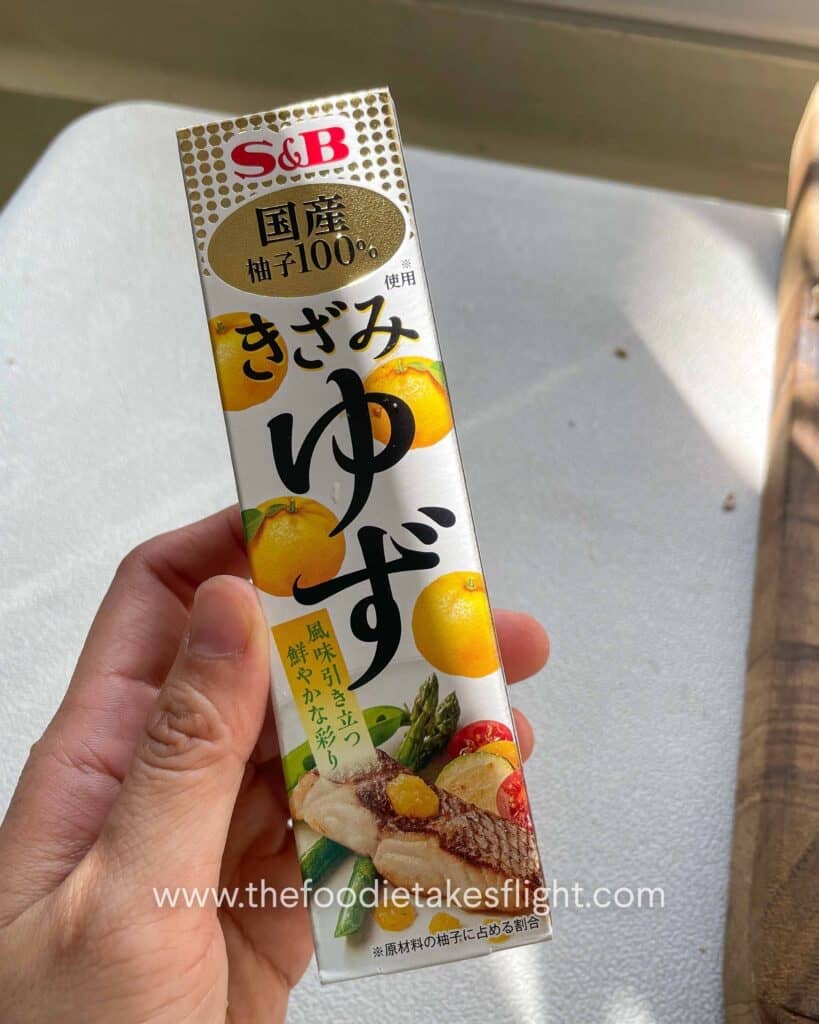 S&B
国産
柚子100%
※
使用
きざみ
ゆず
風味引き立つ
鮮やかな彩り
www.thefoodietakesflight.com
※原材料の柚子に占める割合